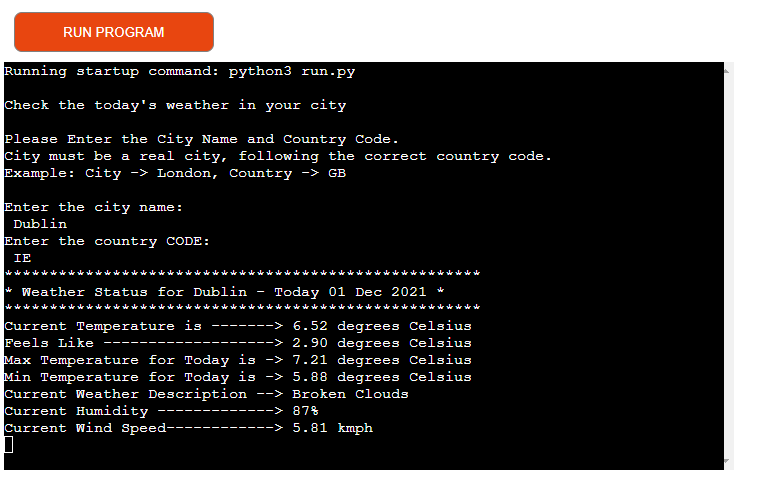 RUN PROGRAM
Running startup command: python3 run.py
Check the today's weather in your city
Please Enter the City Name and Country Code.
City must be a real city, following the correct country code.
Example: City -> London, Country -> GB
Enter the city name:
Dublin
Enter the country CODE:
IE
*****************************************************
* Weather Status for Dublin - Today 01 Dec 2021 *
*****************************************************
Current Temperature is -------> 6.52 degrees Celsius
Feels Like -------------------> 2.90 degrees Celsius
Max Temperature for Today is -> 7.21 degrees Celsius
Min Temperature for Today is -> 5.88 degrees Celsius
Current Weather Description --> Broken Clouds
Current Humidity -------------> 87%
Current Wind Speed------------> 5.81 kmph